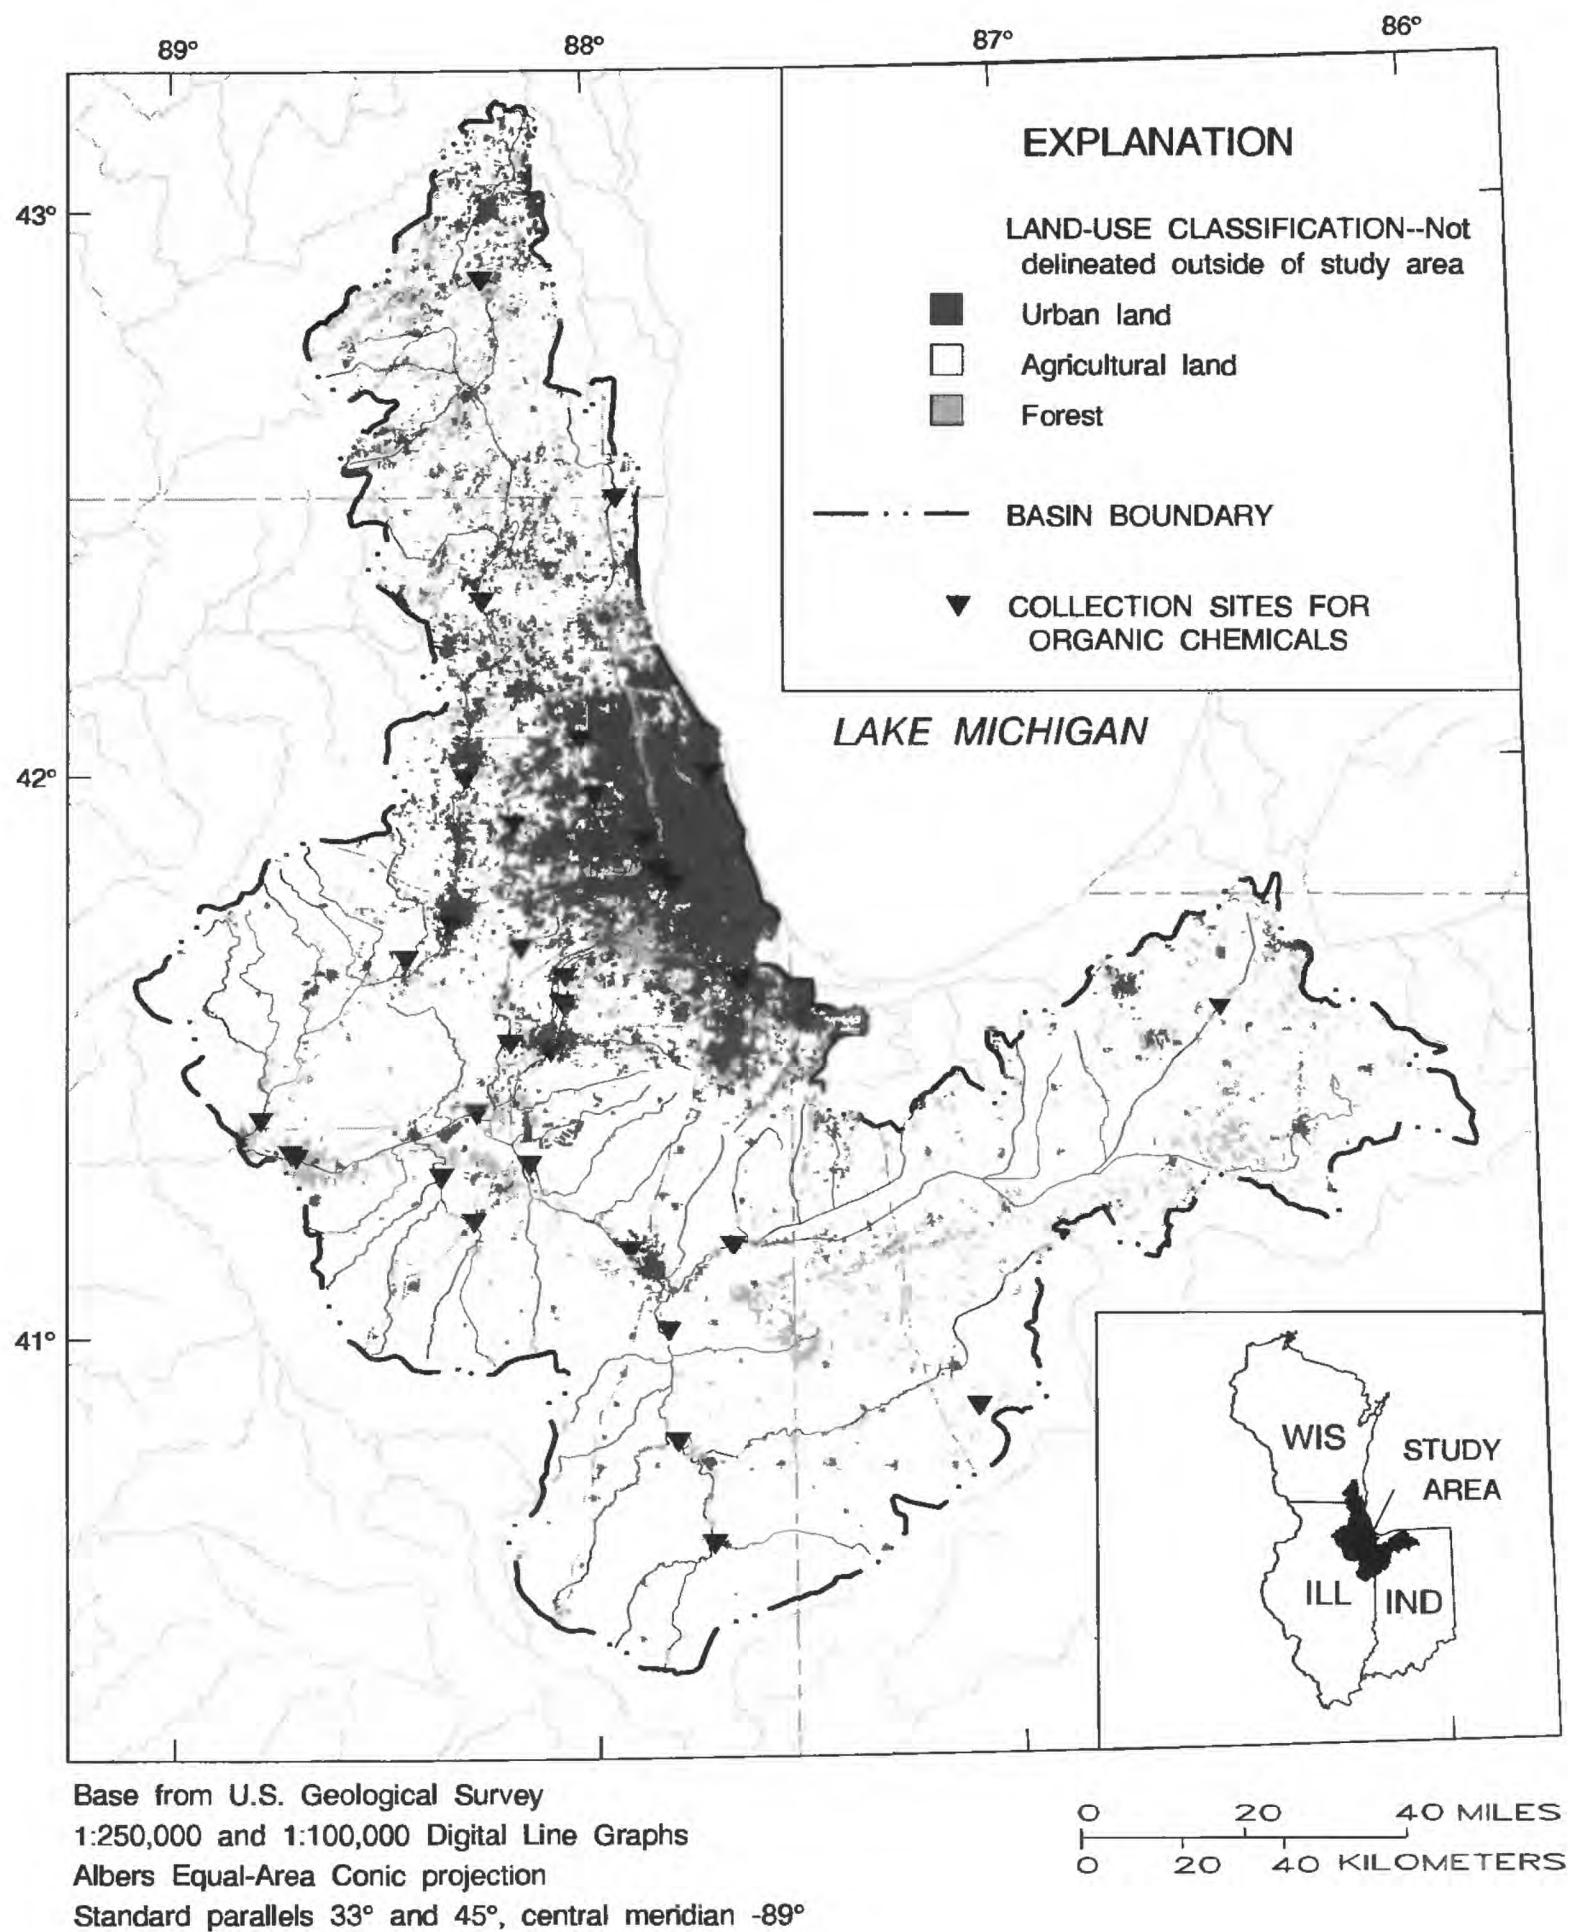 89°
88°
87°
86°
43°
42°
41°
EXPLANATION
LAND-USE CLASSIFICATION--Not
delineated outside of study area
Urban land
Agricultural land
Forest
BASIN BOUNDARY
COLLECTION SITES FOR
ORGANIC CHEMICALS
LAKE MICHIGAN
WIS
STUDY
AREA
ILL
IND
Base from U.S. Geological Survey
1:250,000 and 1:100,000 Digital Line Graphs
Albers Equal-Area Conic projection
Standard parallels 33° and 45°, central meridian -89°
0 20 40 MILES
0 20 40 KILOMETERS